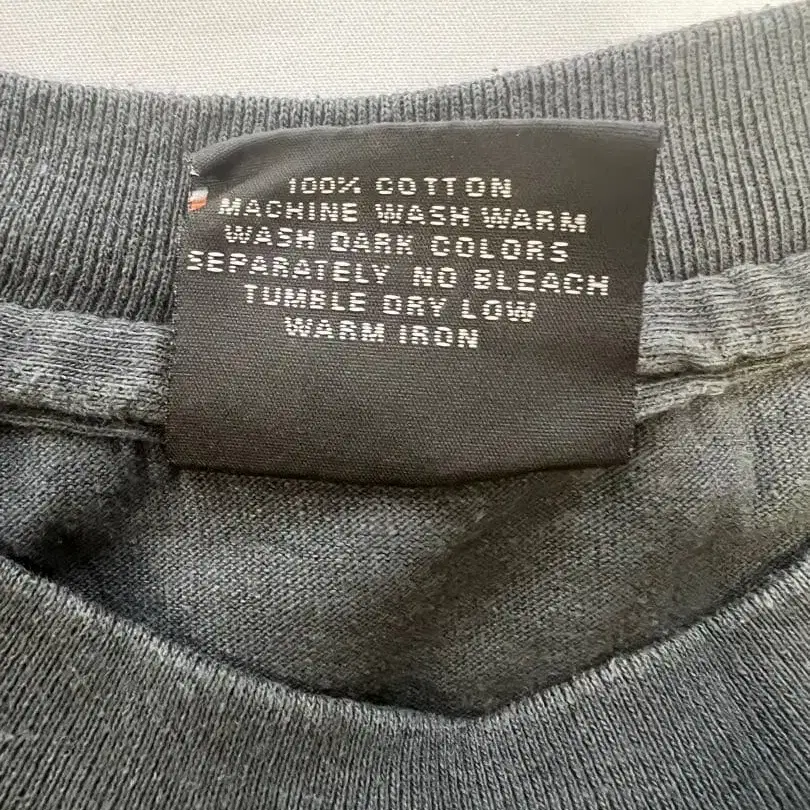 100% COTTON
MACHINE WASH WARM
WASH DARK COLORS
SEPARATELY NO BLEACH
TUMBLE DRY LOW
WARM IRON